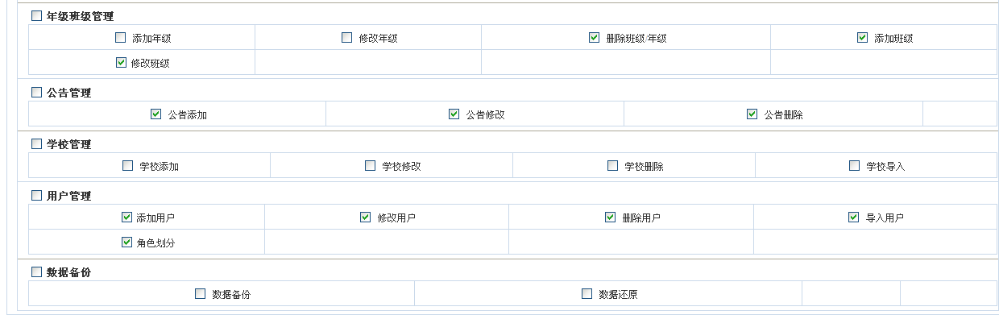 年级班级管理
添加年级 修改年级 删除班级/年级 添加班级
修改班级
公告管理
公告添加 公告修改 公告删除
学校管理
学校添加 学校修改 学校删除 学校导入
用户管理
添加用户 修改用户 删除用户 导入用户
角色划分
数据备份
数据备份 数据还原